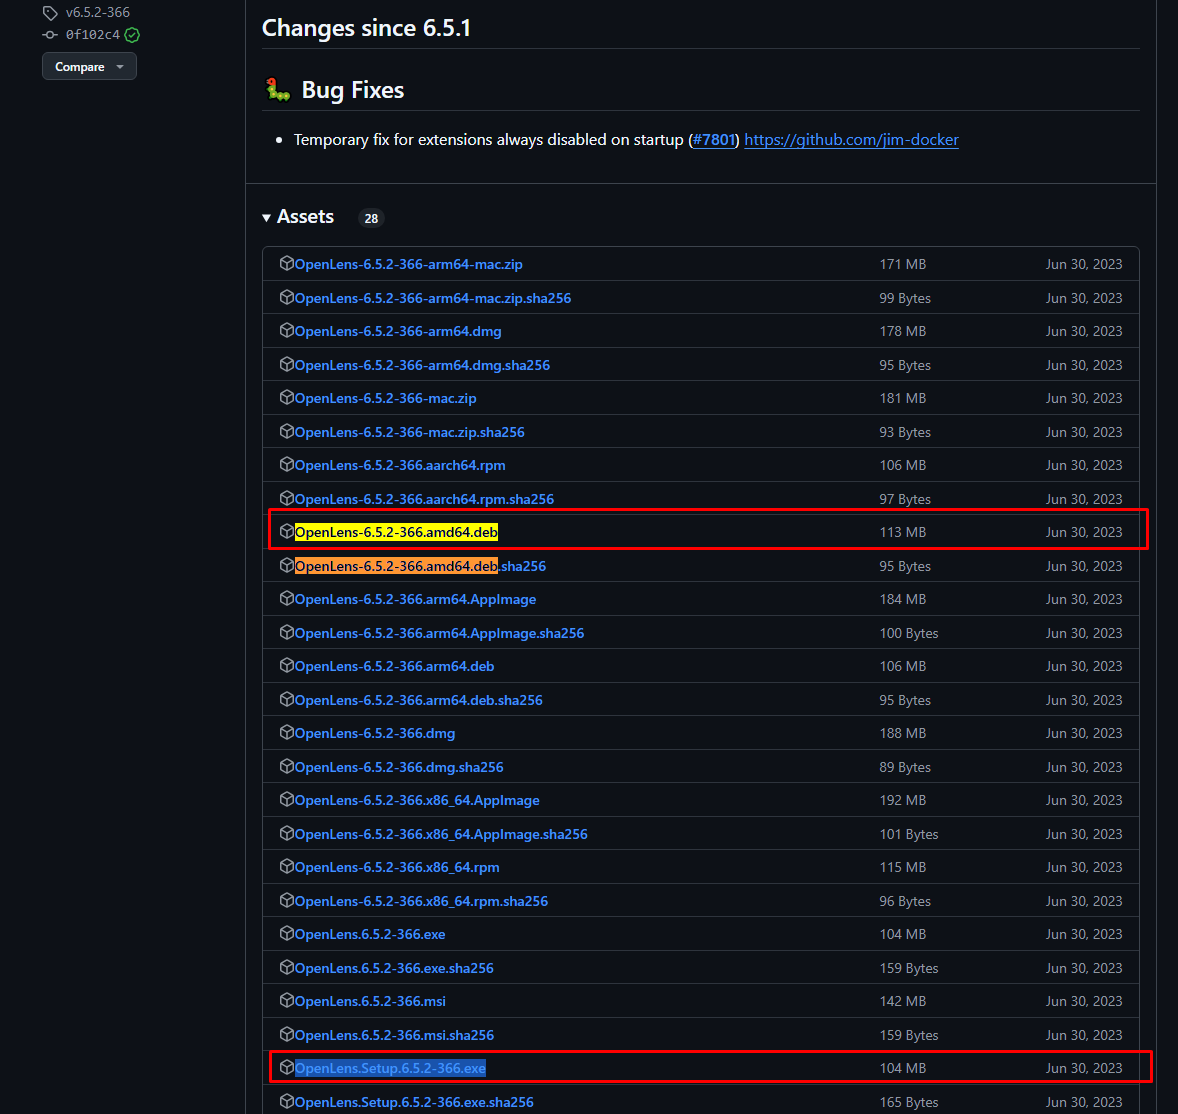 v6.5.2-366
0f102c4
Compare
Changes since 6.5.1
Bug Fixes
Temporary fix for extensions always disabled on startup (#7801) https://github.com/jim-docker
Assets 28
OpenLens-6.5.2-366-arm64-mac.zip 171 MB Jun 30, 2023
OpenLens-6.5.2-366-arm64-mac.zip.sha256 99 Bytes Jun 30, 2023
OpenLens-6.5.2-366-arm64.dmg 178 MB Jun 30, 2023
OpenLens-6.5.2-366-arm64.dmg.sha256 95 Bytes Jun 30, 2023
OpenLens-6.5.2-366-mac.zip 181 MB Jun 30, 2023
OpenLens-6.5.2-366-mac.zip.sha256 93 Bytes Jun 30, 2023
OpenLens-6.5.2-366.aarch64.rpm 106 MB Jun 30, 2023
OpenLens-6.5.2-366.aarch64.rpm.sha256 97 Bytes Jun 30, 2023
OpenLens-6.5.2-366.amd64.deb 113 MB Jun 30, 2023
OpenLens-6.5.2-366.amd64.deb.sha256 95 Bytes Jun 30, 2023
OpenLens-6.5.2-366.arm64.AppImage 184 MB Jun 30, 2023
OpenLens-6.5.2-366.arm64.AppImage.sha256 100 Bytes Jun 30, 2023
OpenLens-6.5.2-366.arm64.deb 106 MB Jun 30, 2023
OpenLens-6.5.2-366.arm64.deb.sha256 95 Bytes Jun 30, 2023
OpenLens-6.5.2-366.dmg 188 MB Jun 30, 2023
OpenLens-6.5.2-366.dmg.sha256 89 Bytes Jun 30, 2023
OpenLens-6.5.2-366.x86_64.AppImage 192 MB Jun 30, 2023
OpenLens-6.5.2-366.x86_64.AppImage.sha256 101 Bytes Jun 30, 2023
OpenLens-6.5.2-366.x86_64.rpm 115 MB Jun 30, 2023
OpenLens-6.5.2-366.x86_64.rpm.sha256 96 Bytes Jun 30, 2023
OpenLens.6.5.2-366.exe 104 MB Jun 30, 2023
OpenLens.6.5.2-366.exe.sha256 159 Bytes Jun 30, 2023
OpenLens.6.5.2-366.msi 142 MB Jun 30, 2023
OpenLens.6.5.2-366.msi.sha256 159 Bytes Jun 30, 2023
OpenLens.Setup.6.5.2-366.exe 104 MB Jun 30, 2023
OpenLens.Setup.6.5.2-366.exe.sha256 165 Bytes Jun 30, 2023